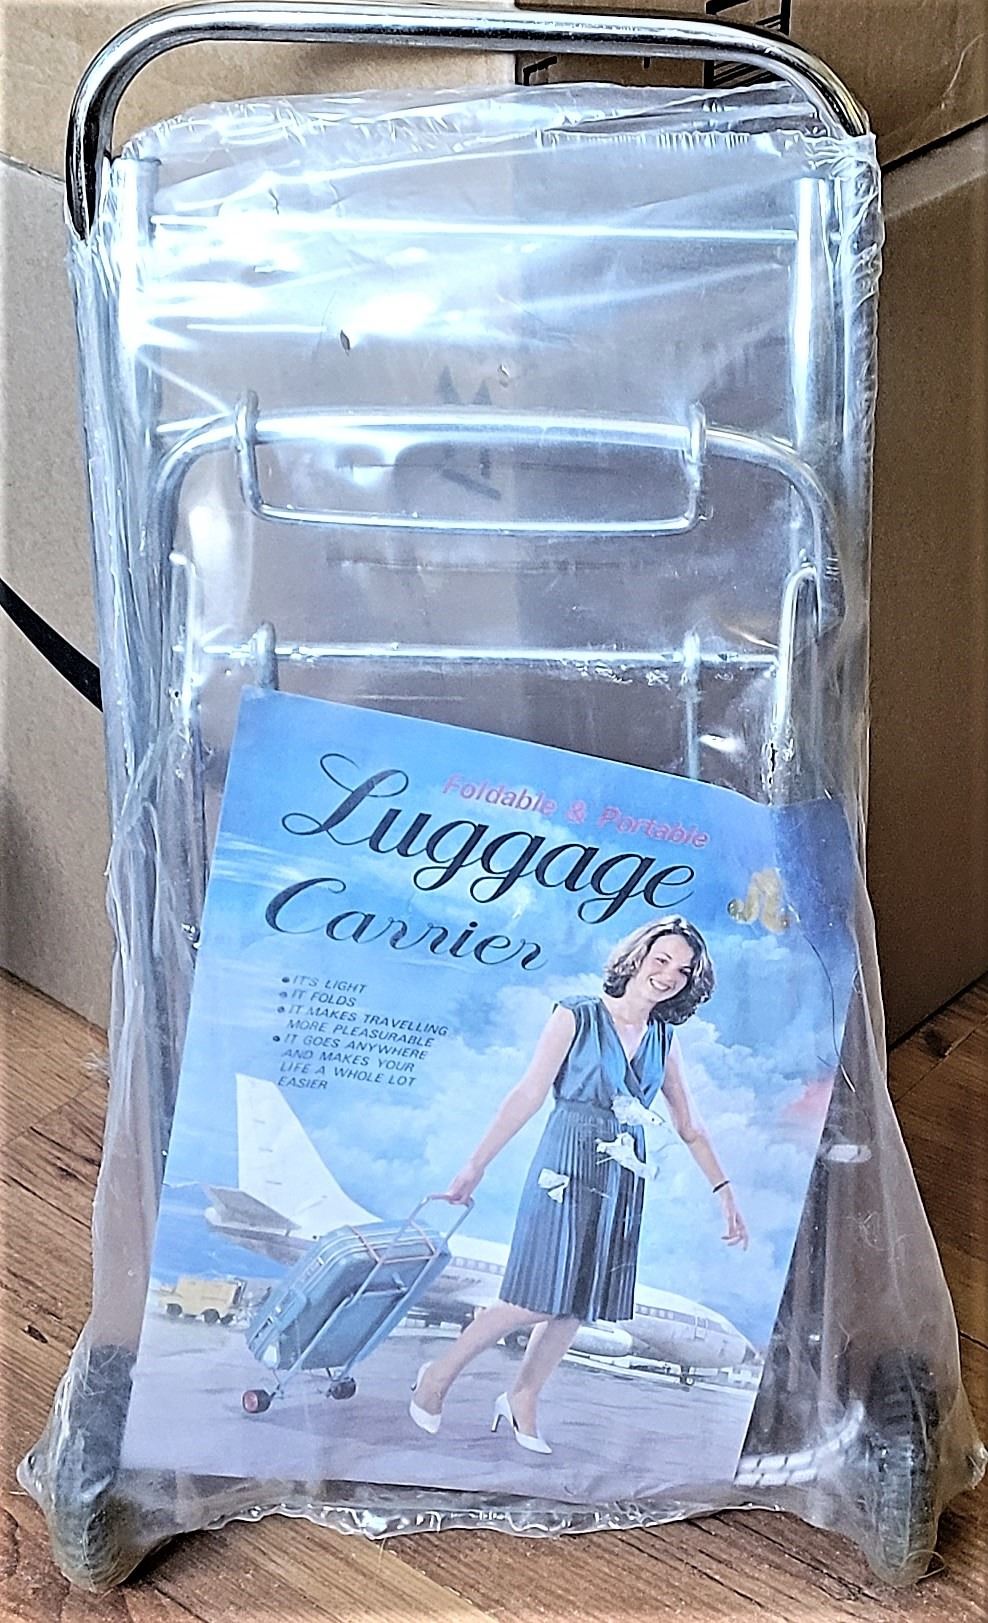 Foldable & Portable
Luggage
Carrier
• IT'S LIGHT
• IT FOLDS
• IT MAKES TRAVELLING
MORE PLEASURABLE
• IT GOES ANYWHERE
AND MAKES YOUR
LIFE A WHOLE LOT
EASIER